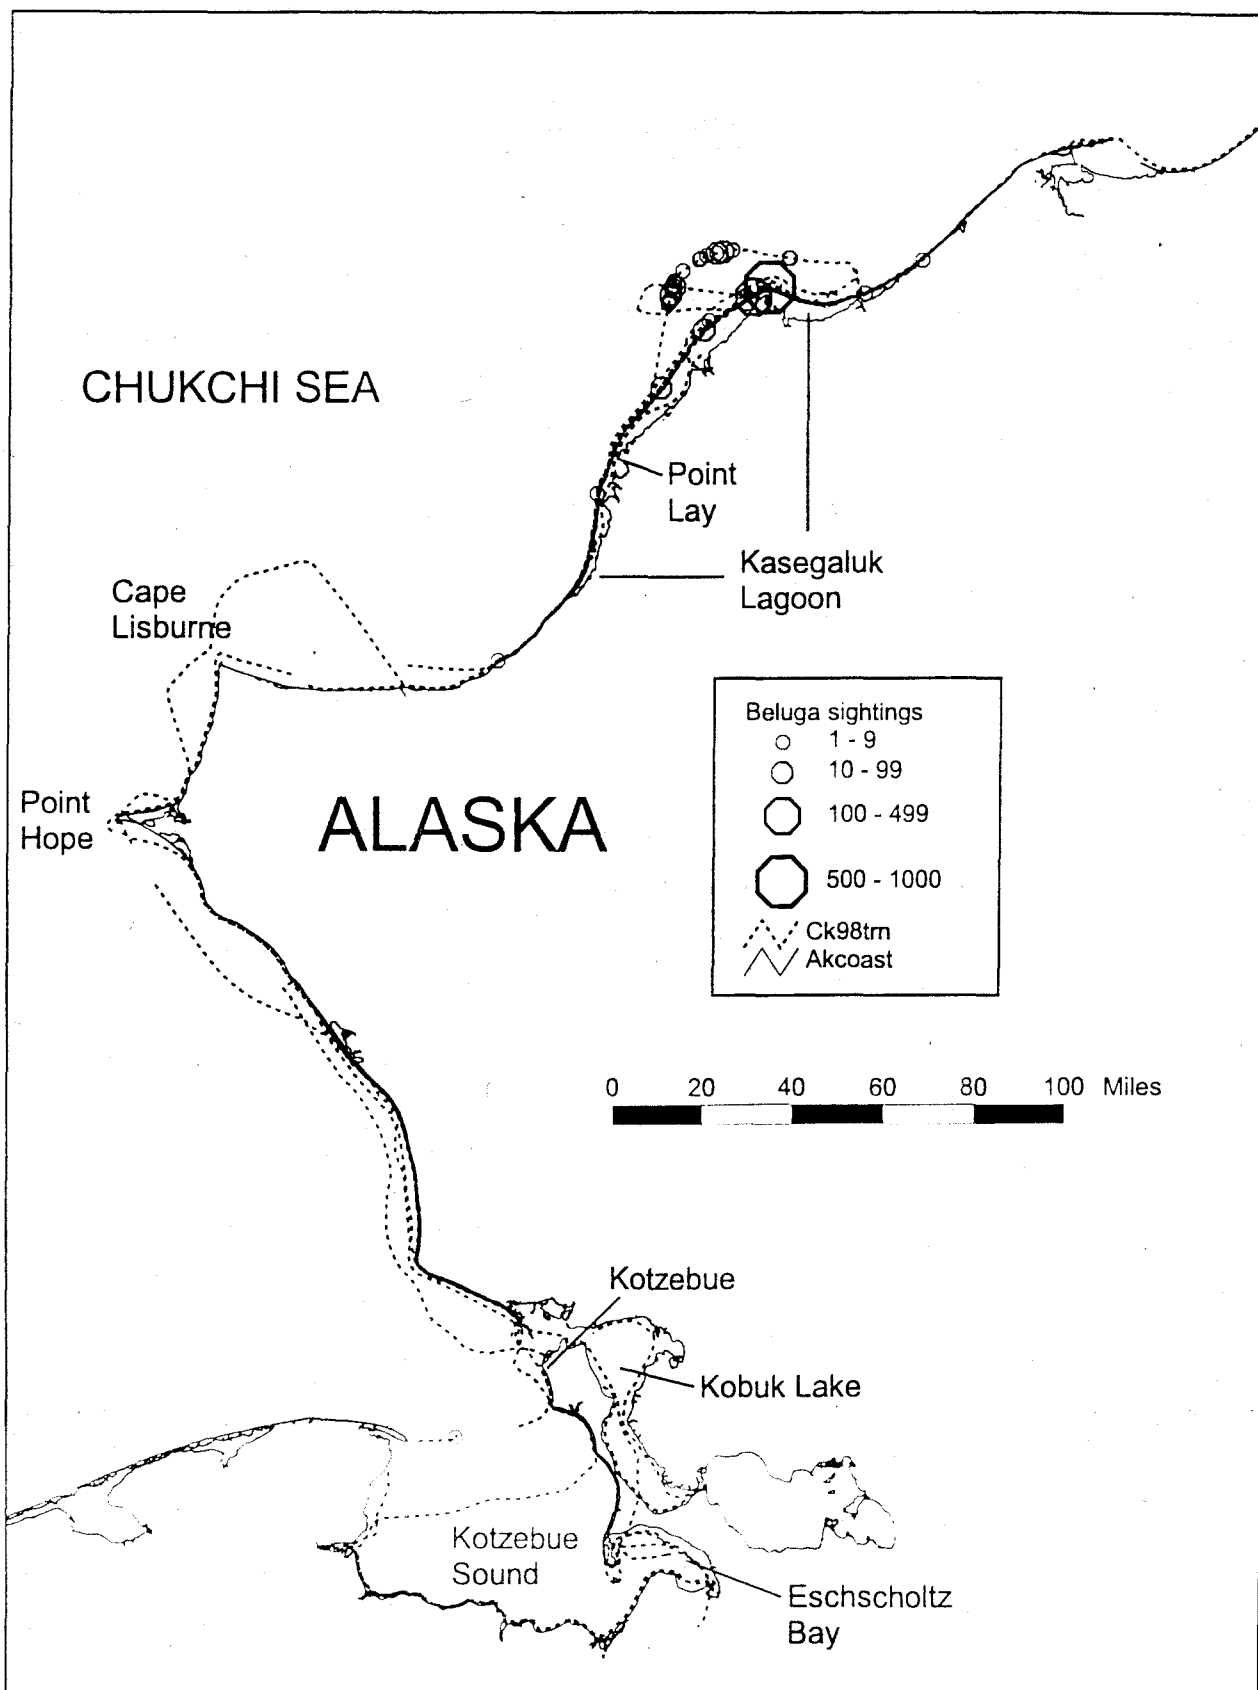 CHUKCHI SEA
Point
Lay
Kasegaluk
Lagoon
Cape
Lisburne
Beluga sightings
1 - 9
10 - 99
100 - 499
500 - 1000
Ck98trn
Akcoast
Point
Hope
ALASKA
0 20 40 60 80 100 Miles
Kotzebue
Kobuk Lake
Kotzebue
Sound
Eschscholtz
Bay